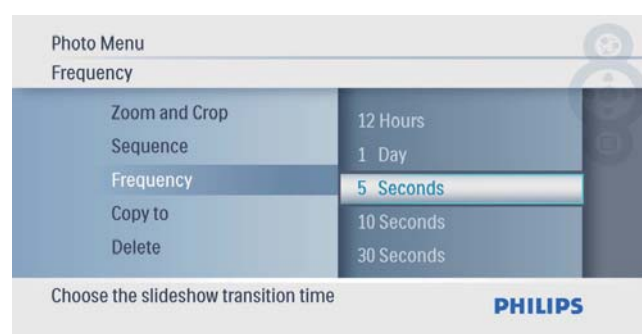 Photo Menu
Frequency
Zoom and Crop
Sequence
Frequency
Copy to
Delete
12 Hours
1 Day
5 Seconds
10 Seconds
30 Seconds
Choose the slideshow transition time
PHILIPS